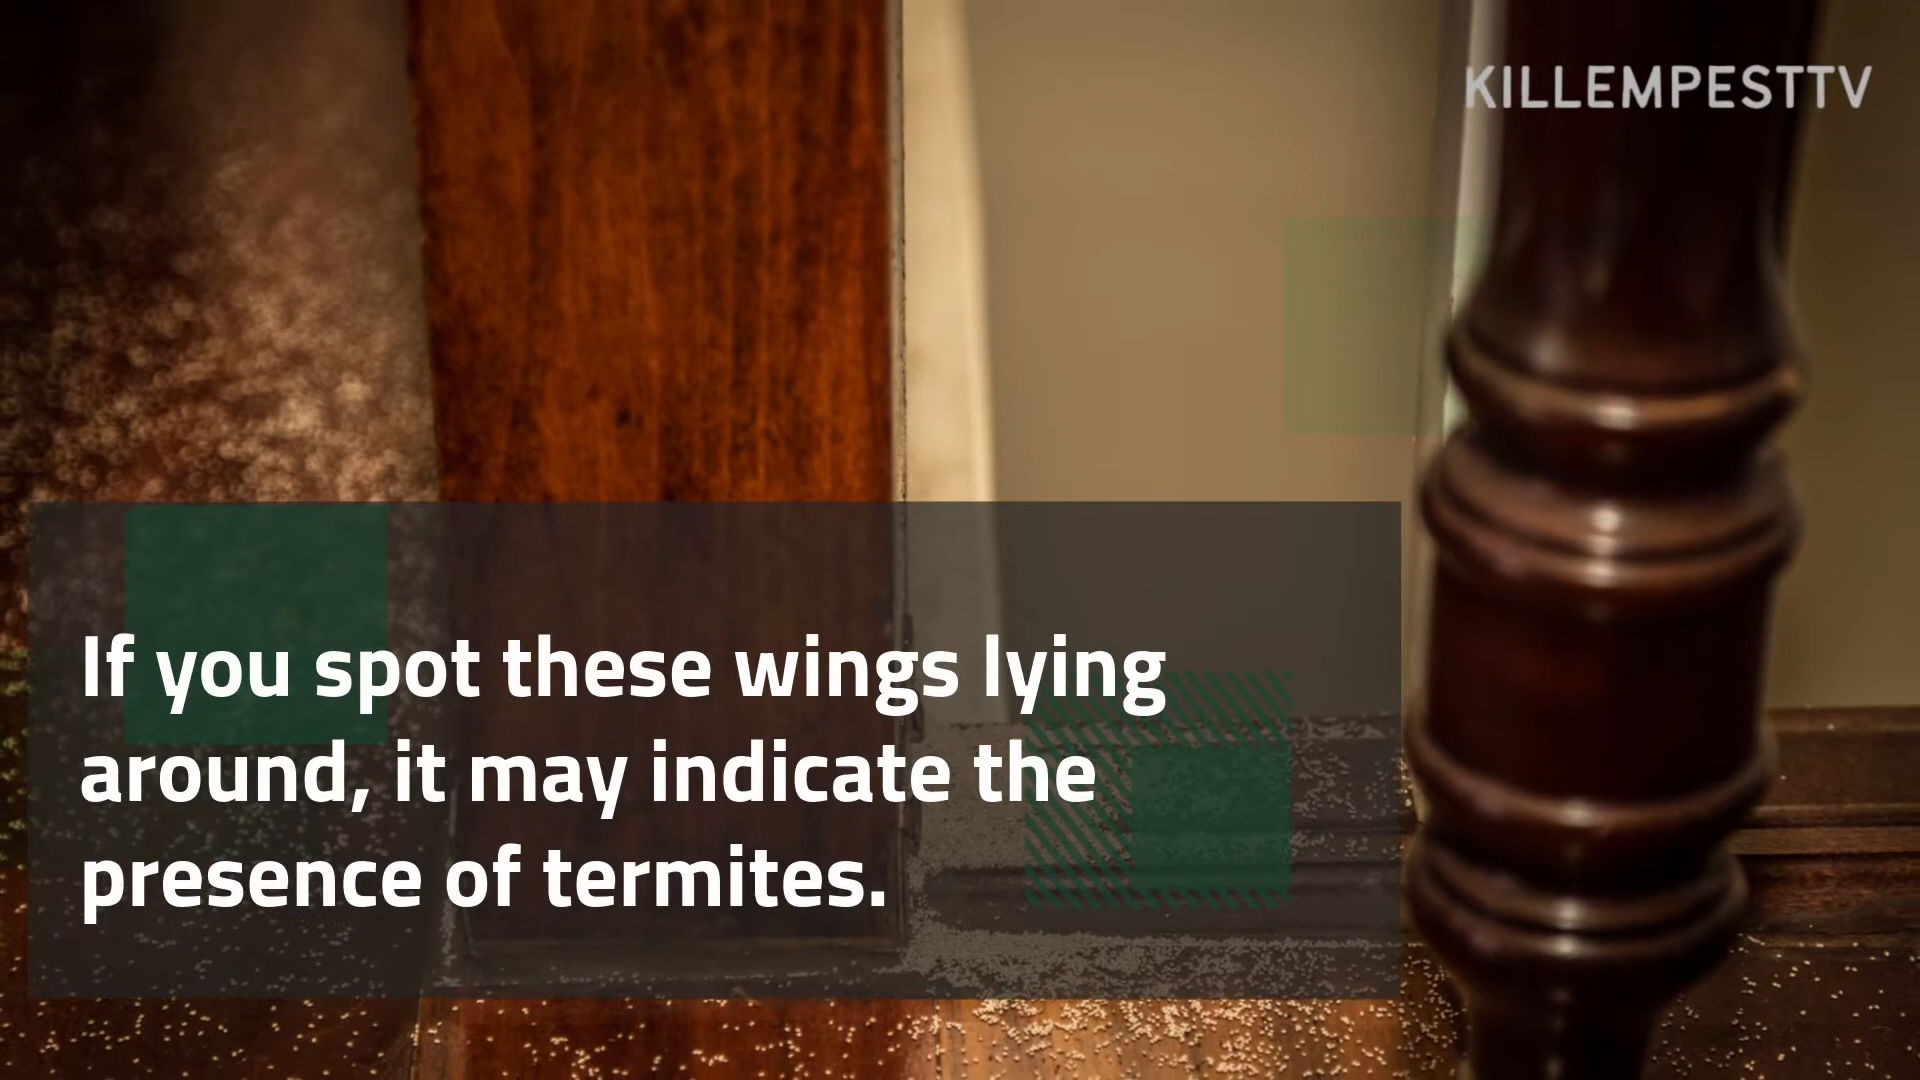 KILLEMPESTTV
If you spot these wings lying
around, it may indicate the
presence of termites.